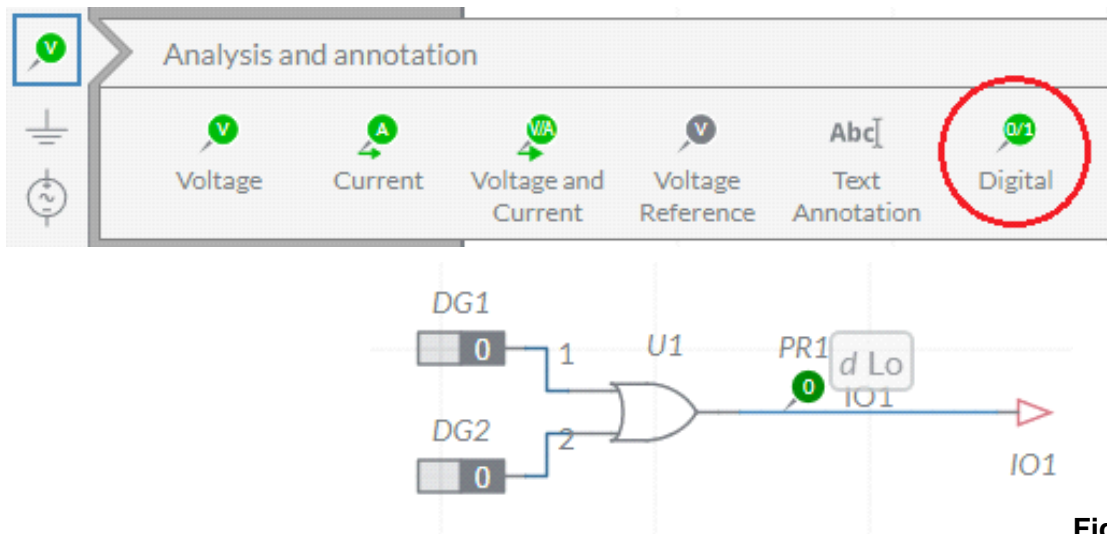 V
Analysis and annotation
V
A
V/A
V
Abc
0/1
Voltage
Current
Voltage and
Current
Voltage
Reference
Text
Annotation
Digital
DG1
0
1
U1
PR1
d Lo
0
IO1
DG2
0
2
IO1